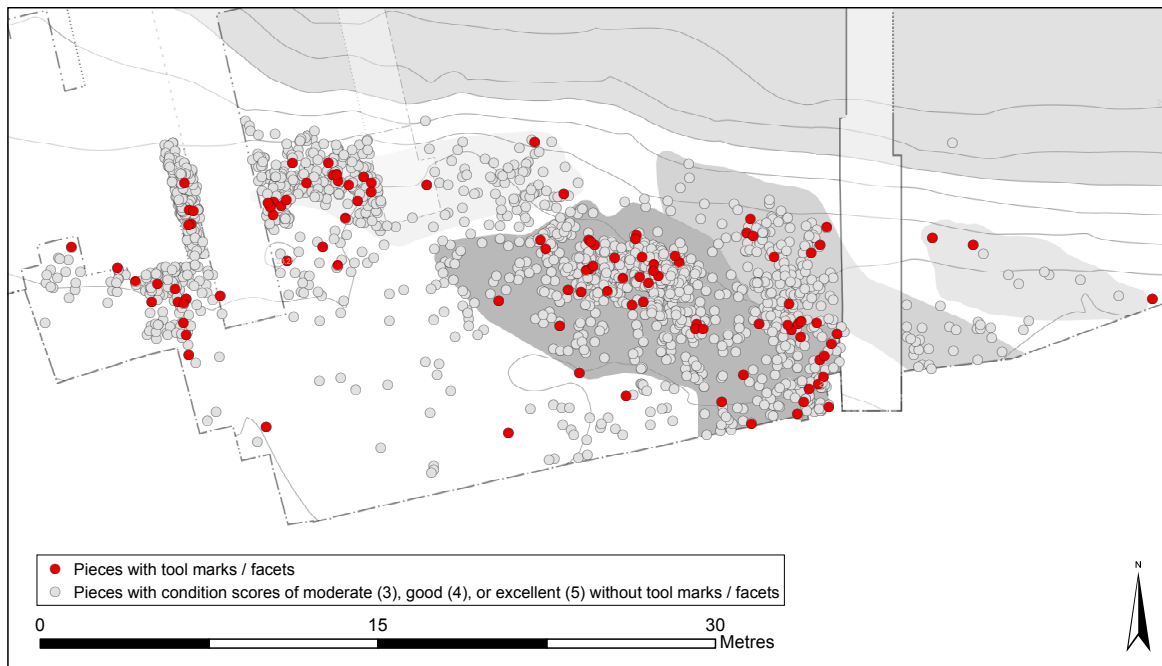 Pieces with tool marks / facets
Pieces with condition scores of moderate (3), good (4), or excellent (5) without tool marks / facets
0 15 30
Metres
N